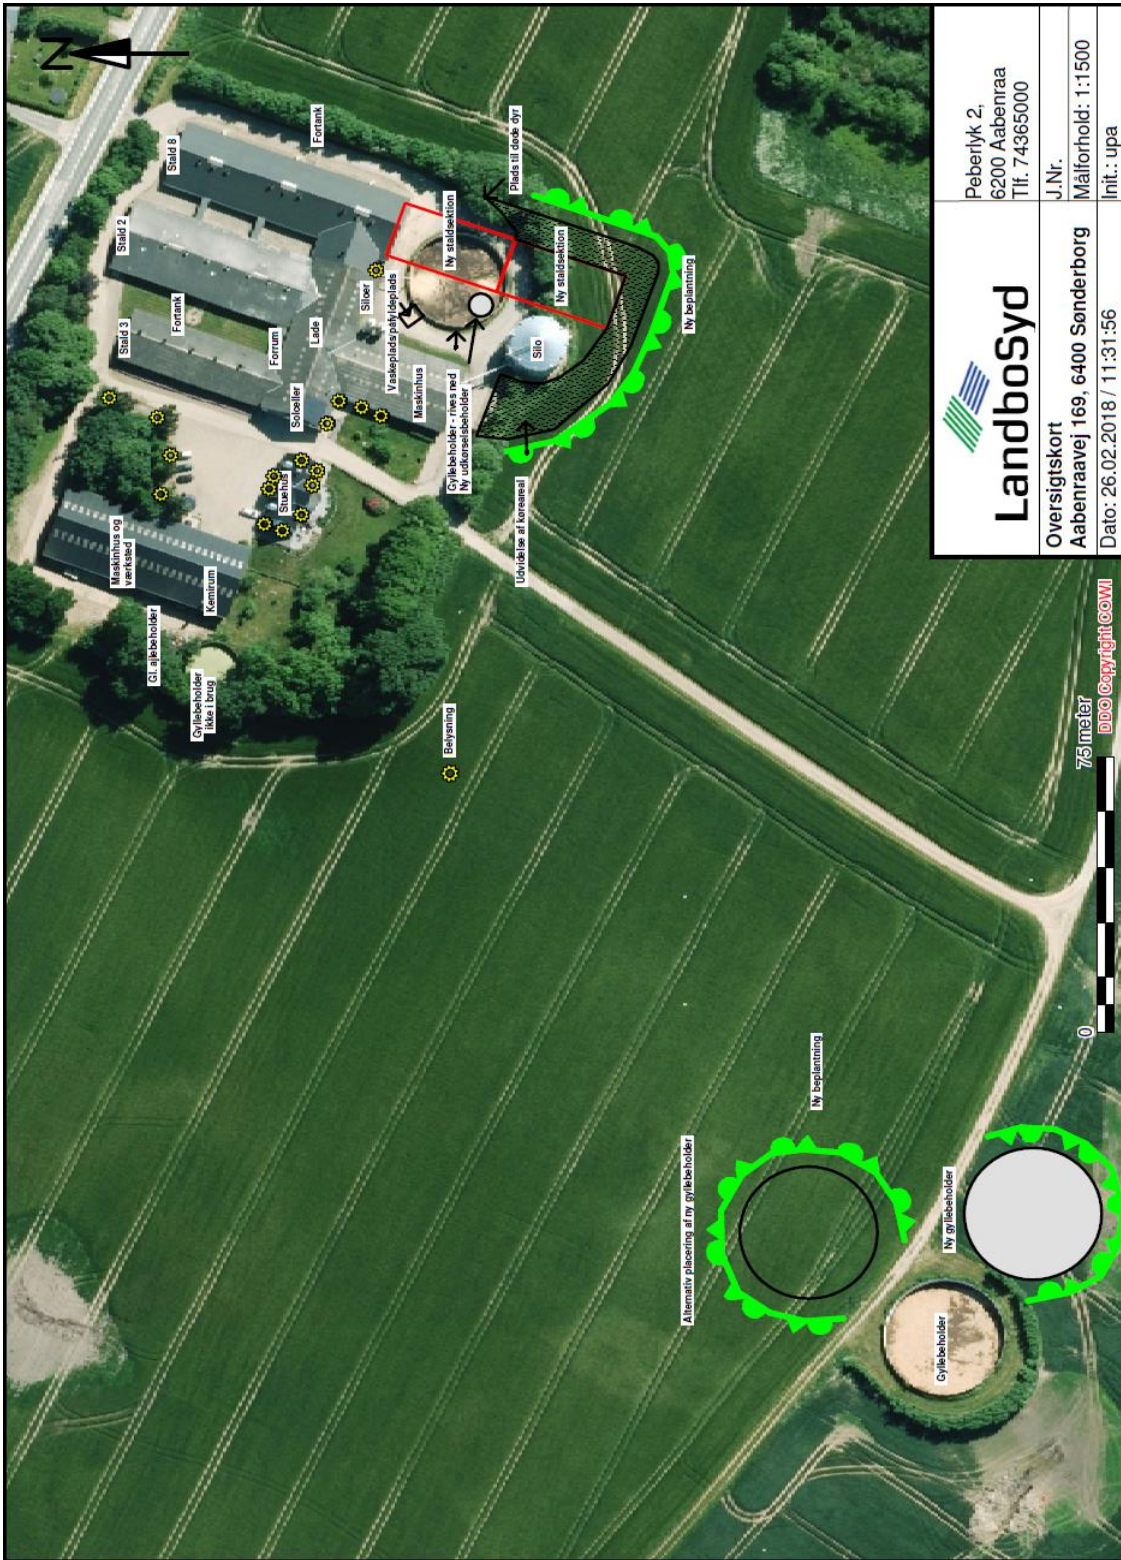 N
Stald 8
Fortank
Stald 2
Stald 3
Fortank
Forrum
Lade
Siloer
Solceller
Vaskeplads/påfyldeplads
Maskinhus
Ny staldsektion
Plads til døde dyr
Ny staldsektion
Silo
Ny beplantning
Gyllebeholder - rives ned
Ny udkørselsbeholder
Udvidelse af køreareal
Stuehus
Maskinhus og
værksted
Kemirum
Gl. ajlebeholder
Gyllebeholder
ikke i brug
Belysning
Ny beplantning
Alternativ placering af ny gyllebeholder
Ny gyllebeholder
Gyllebeholder
0
75 meter
DDO Copyright COWI
LandboSyd
Peberlyk 2,
6200 Aabenraa
Tlf. 74365000
Oversigtskort
J.Nr.
Aabenraavej 169, 6400 Sønderborg
Målforhold: 1:1500
Dato: 26.02.2018 / 11:31:56
Init.: upa